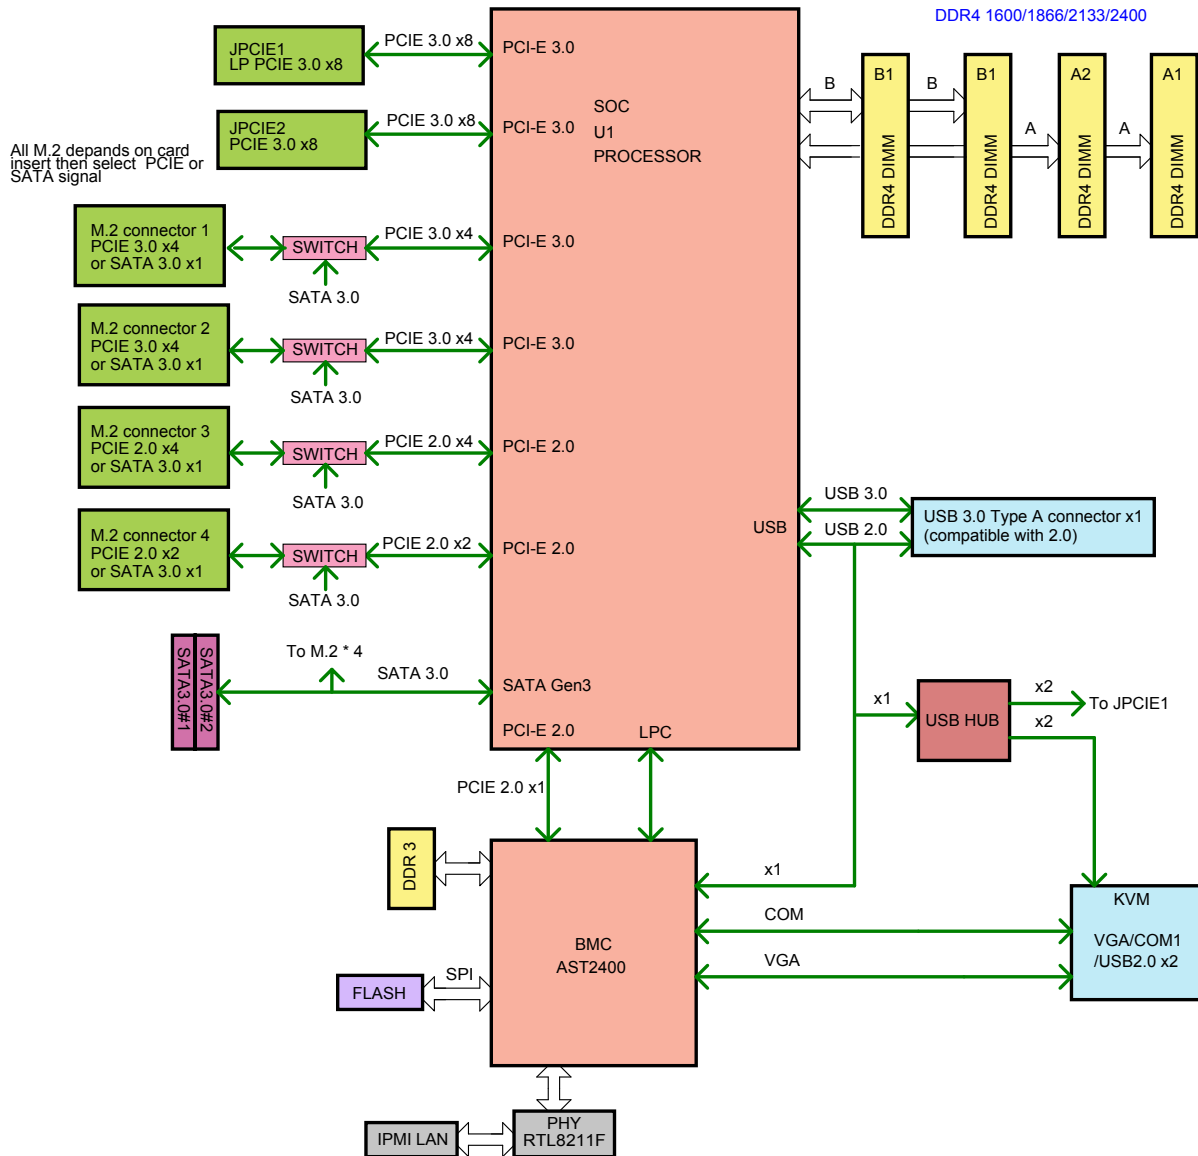 DDR4 1600/1866/2133/2400
JPCIE1
LP PCIE 3.0 x8
PCIE 3.0 x8
PCI-E 3.0
JPCIE2
PCIE 3.0 x8
PCIE 3.0 x8
PCI-E 3.0
SOC
U1
PROCESSOR
B
B1
DDR4 DIMM
B
B1
DDR4 DIMM
A
A2
DDR4 DIMM
A
A1
DDR4 DIMM
All M.2 depands on card
insert then select PCIE or
SATA signal
M.2 connector 1
PCIE 3.0 x4
or SATA 3.0 x1
SWITCH
SATA 3.0
PCIE 3.0 x4
PCI-E 3.0
M.2 connector 2
PCIE 3.0 x4
or SATA 3.0 x1
SWITCH
SATA 3.0
PCIE 3.0 x4
PCI-E 3.0
M.2 connector 3
PCIE 2.0 x4
or SATA 3.0 x1
SWITCH
SATA 3.0
PCIE 2.0 x4
PCI-E 2.0
M.2 connector 4
PCIE 2.0 x2
or SATA 3.0 x1
SWITCH
SATA 3.0
PCIE 2.0 x2
PCI-E 2.0
USB
USB 3.0
USB 2.0
USB 3.0 Type A connector x1
(compatible with 2.0)
SATA3.0#1
SATA3.0#2
To M.2 * 4
SATA 3.0
SATA Gen3
PCI-E 2.0
LPC
x1
USB HUB
x2
To JPCIE1
x2
PCIE 2.0 x1
DDR 3
BMC
AST2400
x1
COM
VGA
KVM
VGA/COM1
/USB2.0 x2
FLASH
SPI
PHY
RTL8211F
IPMI LAN